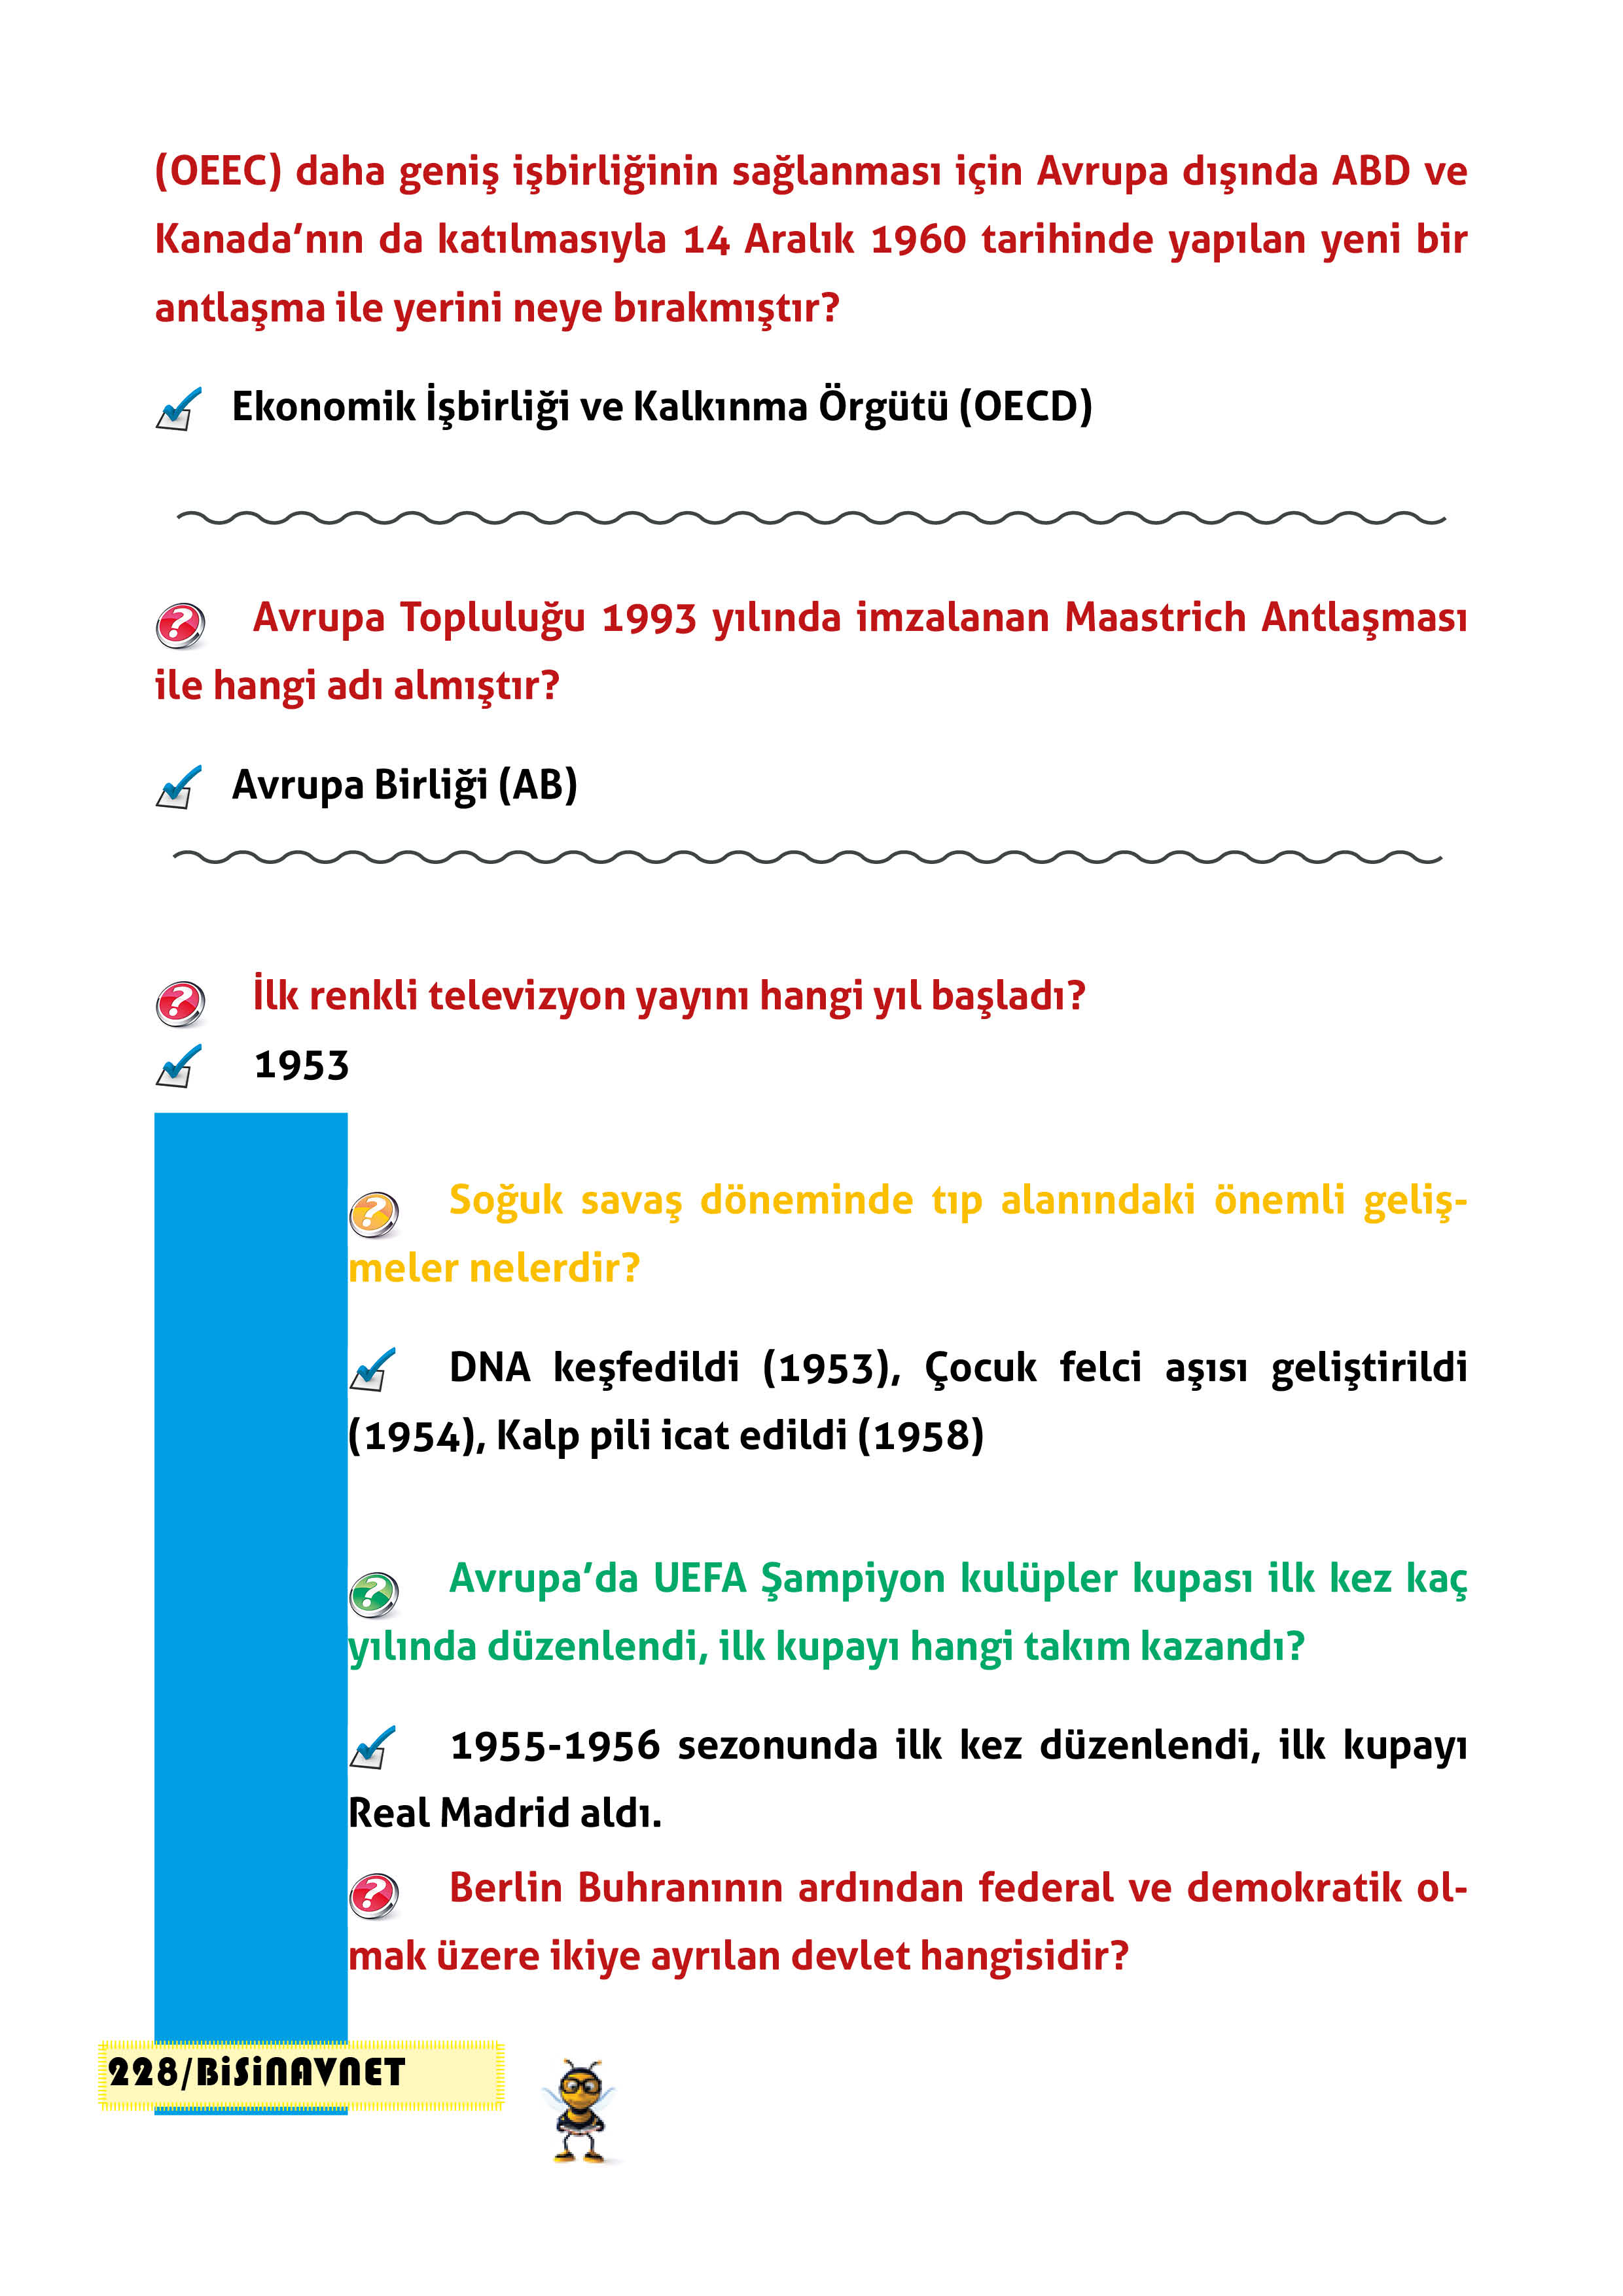 (OEEC) daha geniş işbirliğinin sağlanması için Avrupa dışında ABD ve
Kanada’nın da katılmasıyla 14 Aralık 1960 tarihinde yapılan yeni bir
antlaşma ile yerini neye bırakmıştır?
Ekonomik İşbirliği ve Kalkınma Örgütü (OECD)
Avrupa Topluluğu 1993 yılında imzalanan Maastrich Antlaşması
ile hangi adı almıştır?
Avrupa Birliği (AB)
İlk renkli televizyon yayını hangi yıl başladı?
1953
Soğuk savaş döneminde tıp alanındaki önemli geliş-
meler nelerdir?
DNA keşfedildi (1953), Çocuk felci aşısı geliştirildi
(1954), Kalp pili icat edildi (1958)
Avrupa’da UEFA Şampiyon kulüpler kupası ilk kez kaç
yılında düzenlendi, ilk kupayı hangi takım kazandı?
1955-1956 sezonunda ilk kez düzenlendi, ilk kupayı
Real Madrid aldı.
Berlin Buhranının ardından federal ve demokratik ol-
mak üzere ikiye ayrılan devlet hangisidir?
228/BiSiNAVNET